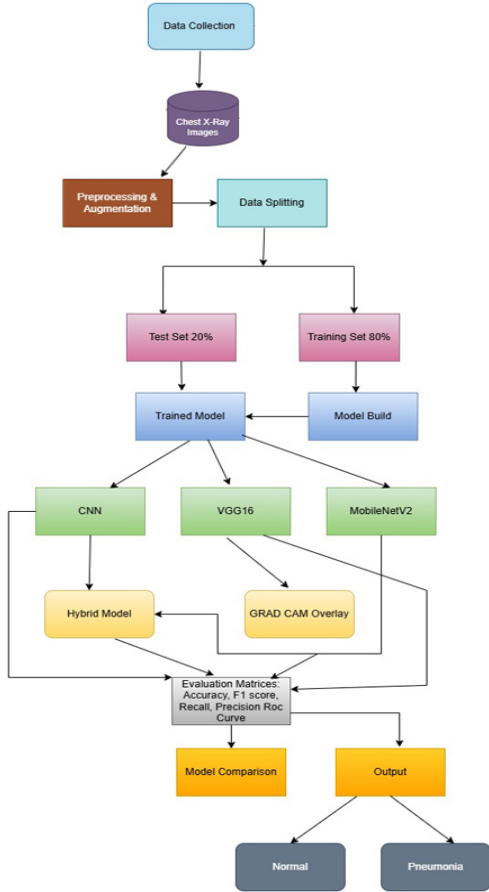 Data Collection
Chest X-Ray
Images
Preprocessing &
Augmentation
Data Splitting
Test Set 20%
Training Set 80%
Trained Model
Model Build
CNN
VGG16
MobileNetV2
Hybrid Model
GRAD CAM Overlay
Evaluation Matrices:
Accuracy, F1 score,
Recall, Precision Roc
Curve
Model Comparison
Output
Normal
Pneumonia